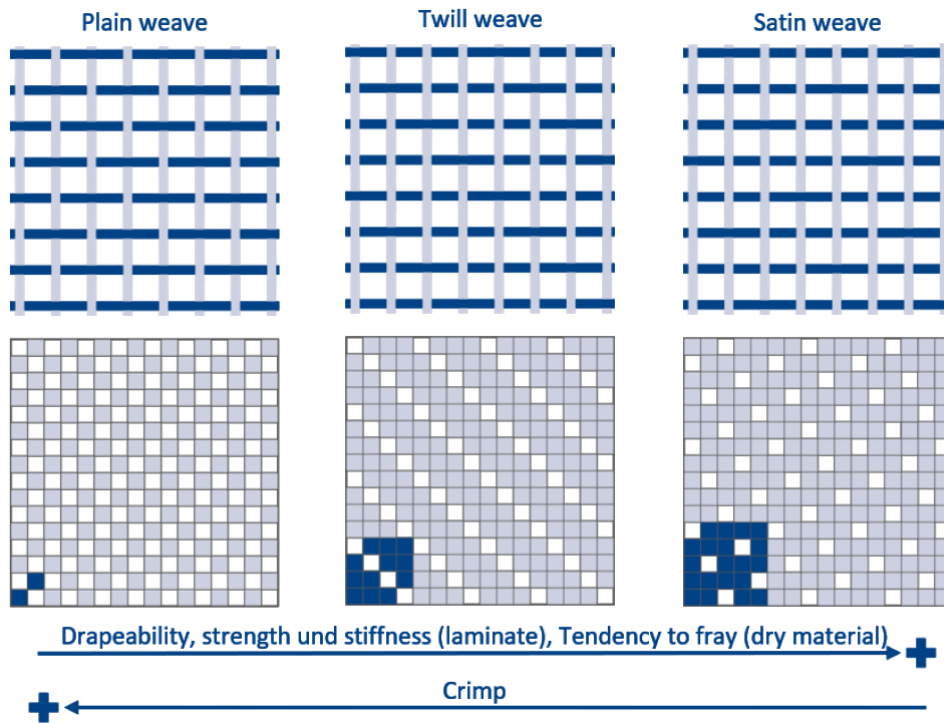 Plain weave
Twill weave
Satin weave
Drapeability, strength und stiffness (laminate), Tendency to fray (dry material)
Crimp